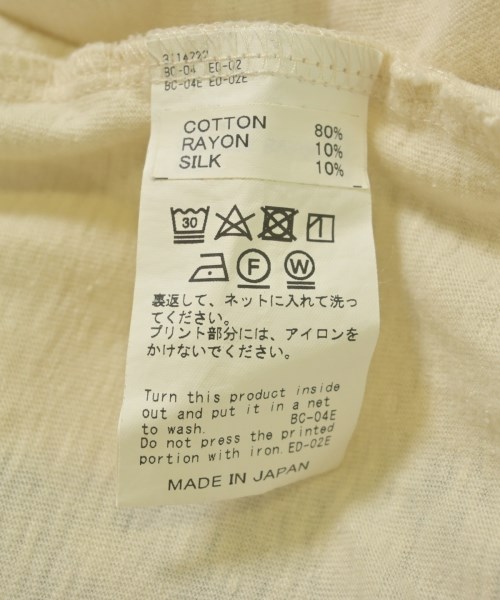 3114222
BC-04 ED-02
BC-04E ED-02E
COTTON 80%
RAYON 10%
SILK 10%
30
F W
裏返して、ネットに入れて洗っ
てください。
プリント部分には、アイロンを
かけないでください。
Turn this product inside
out and put it in a net
to wash. BC-04E
Do not press the printed
portion with iron. ED-02E
MADE IN JAPAN